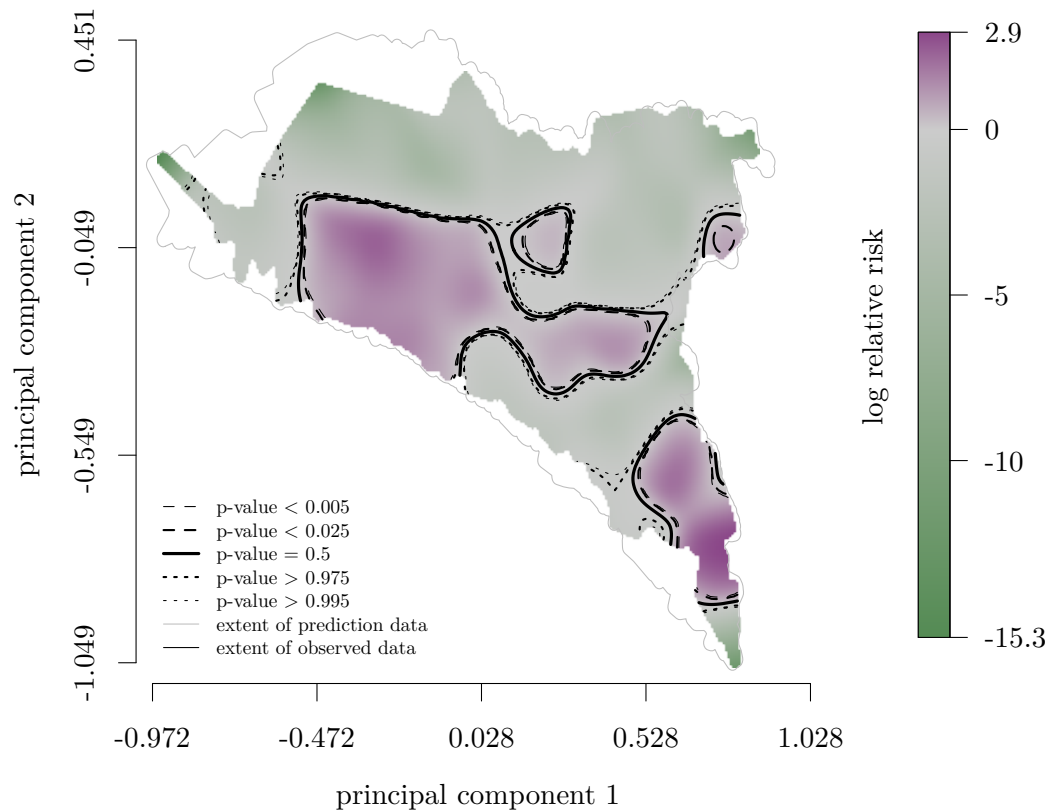 0.451
-0.049
-0.549
-1.049
principal component 2
-0.972
-0.472
0.028
0.528
1.028
principal component 1
p-value < 0.005
p-value < 0.025
p-value = 0.5
p-value > 0.975
p-value > 0.995
extent of prediction data
extent of observed data
log relative risk
2.9
0
-5
-10
-15.3